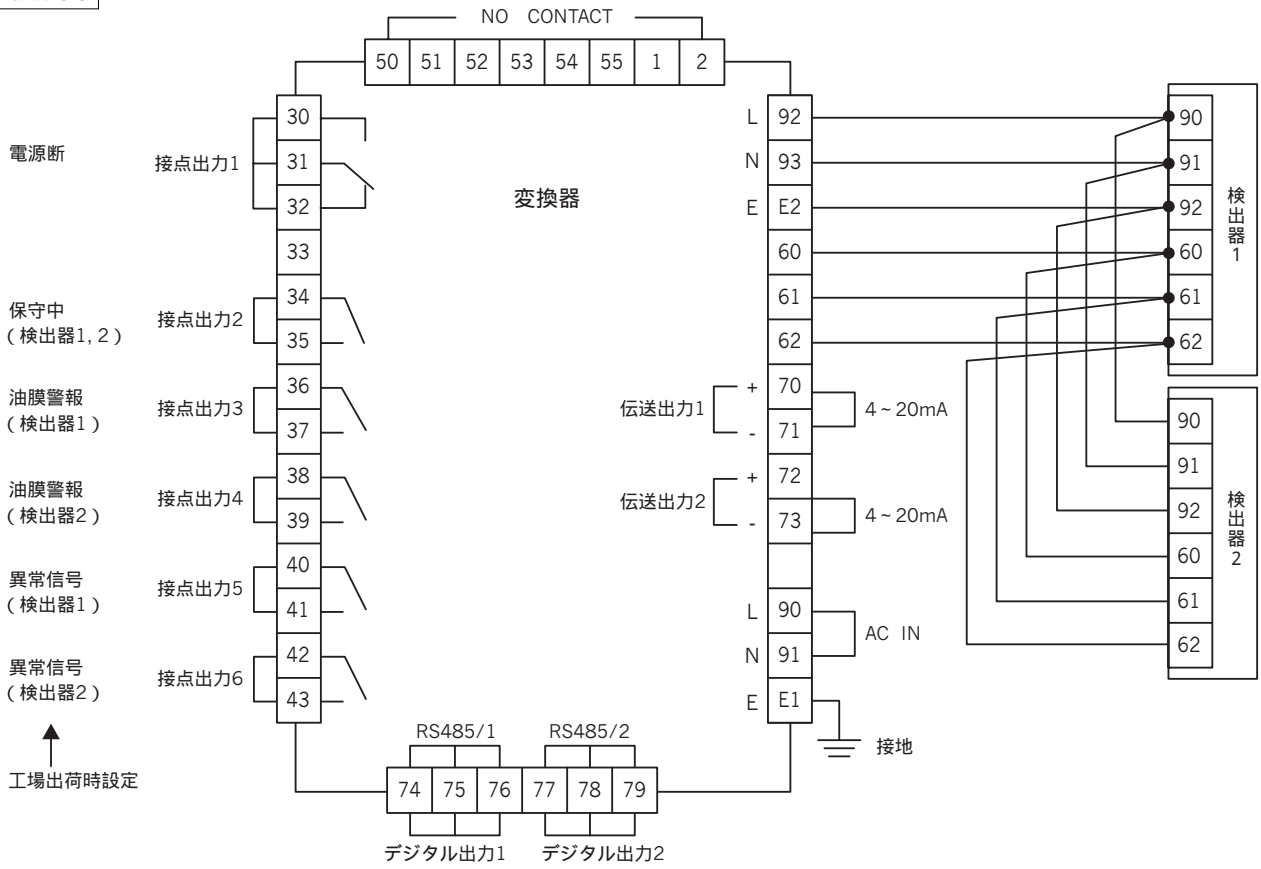 NO CONTACT
50 51 52 53 54 55 1 2
電源断
接点出力1
30
31
32
33
保守中
(検出器1, 2)
接点出力2
34
35
油膜警報
(検出器1)
接点出力3
36
37
油膜警報
(検出器2)
接点出力4
38
39
異常信号
(検出器1)
接点出力5
40
41
異常信号
(検出器2)
接点出力6
42
43
工場出荷時設定
変換器
L 92
N 93
E E2
60
61
62
伝送出力1
+ 70
- 71
4~20mA
伝送出力2
+ 72
- 73
4~20mA
L 90
N 91
AC IN
E E1
接地
RS485/1 RS485/2
74 75 76 77 78 79
デジタル出力1 デジタル出力2
90
91
92
60
61
62
検出器1
90
91
92
60
61
62
検出器2